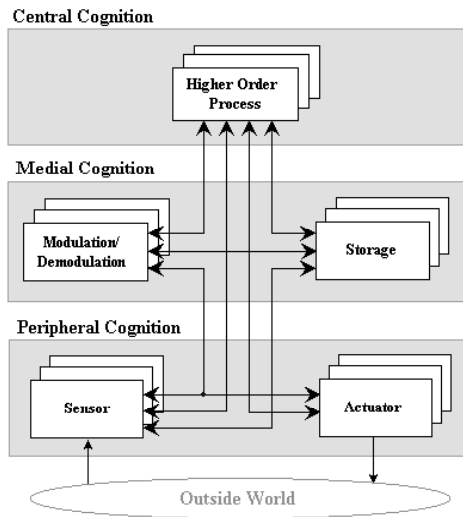 Central Cognition
Higher Order
Process
Medial Cognition
Modulation/
Demodulation
Storage
Peripheral Cognition
Sensor
Actuator
Outside World